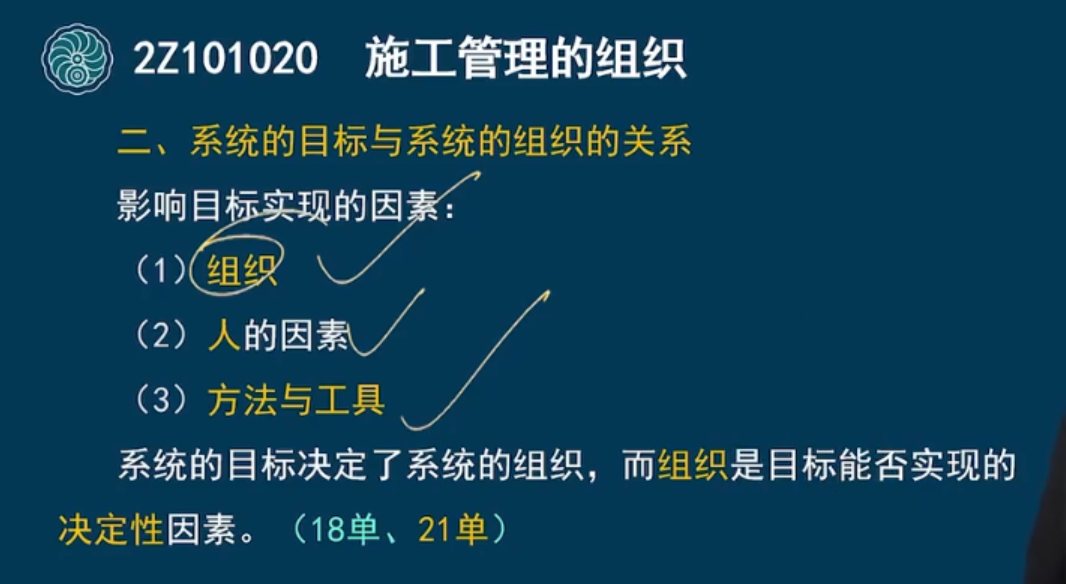 2Z101020 施工管理的组织
二、系统的目标与系统的组织的关系
影响目标实现的因素：
（1）组织
（2）人的因素
（3）方法与工具
系统的目标决定了系统的组织，而组织是目标能否实现的
决定性因素。（18单、21单）